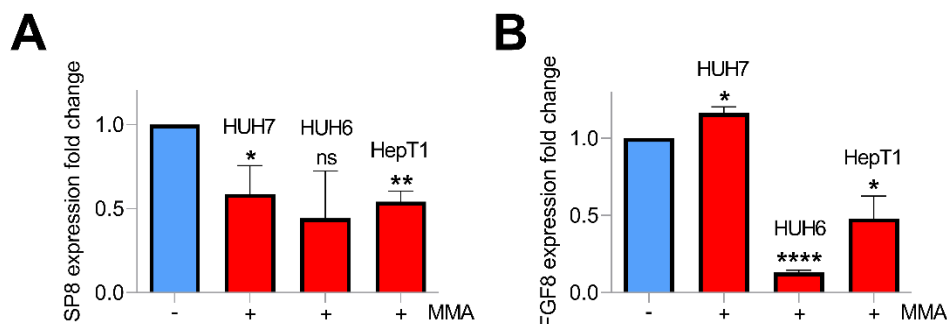 A
SP8 expression fold change
1.0
0.5
0.0
HUH7
*
HUH6
ns
HepT1
**
- + + + MMA
B
FGF8 expression fold change
1.0
0.5
0.0
HUH7
*
HUH6
****
HepT1
*
- + + + MMA